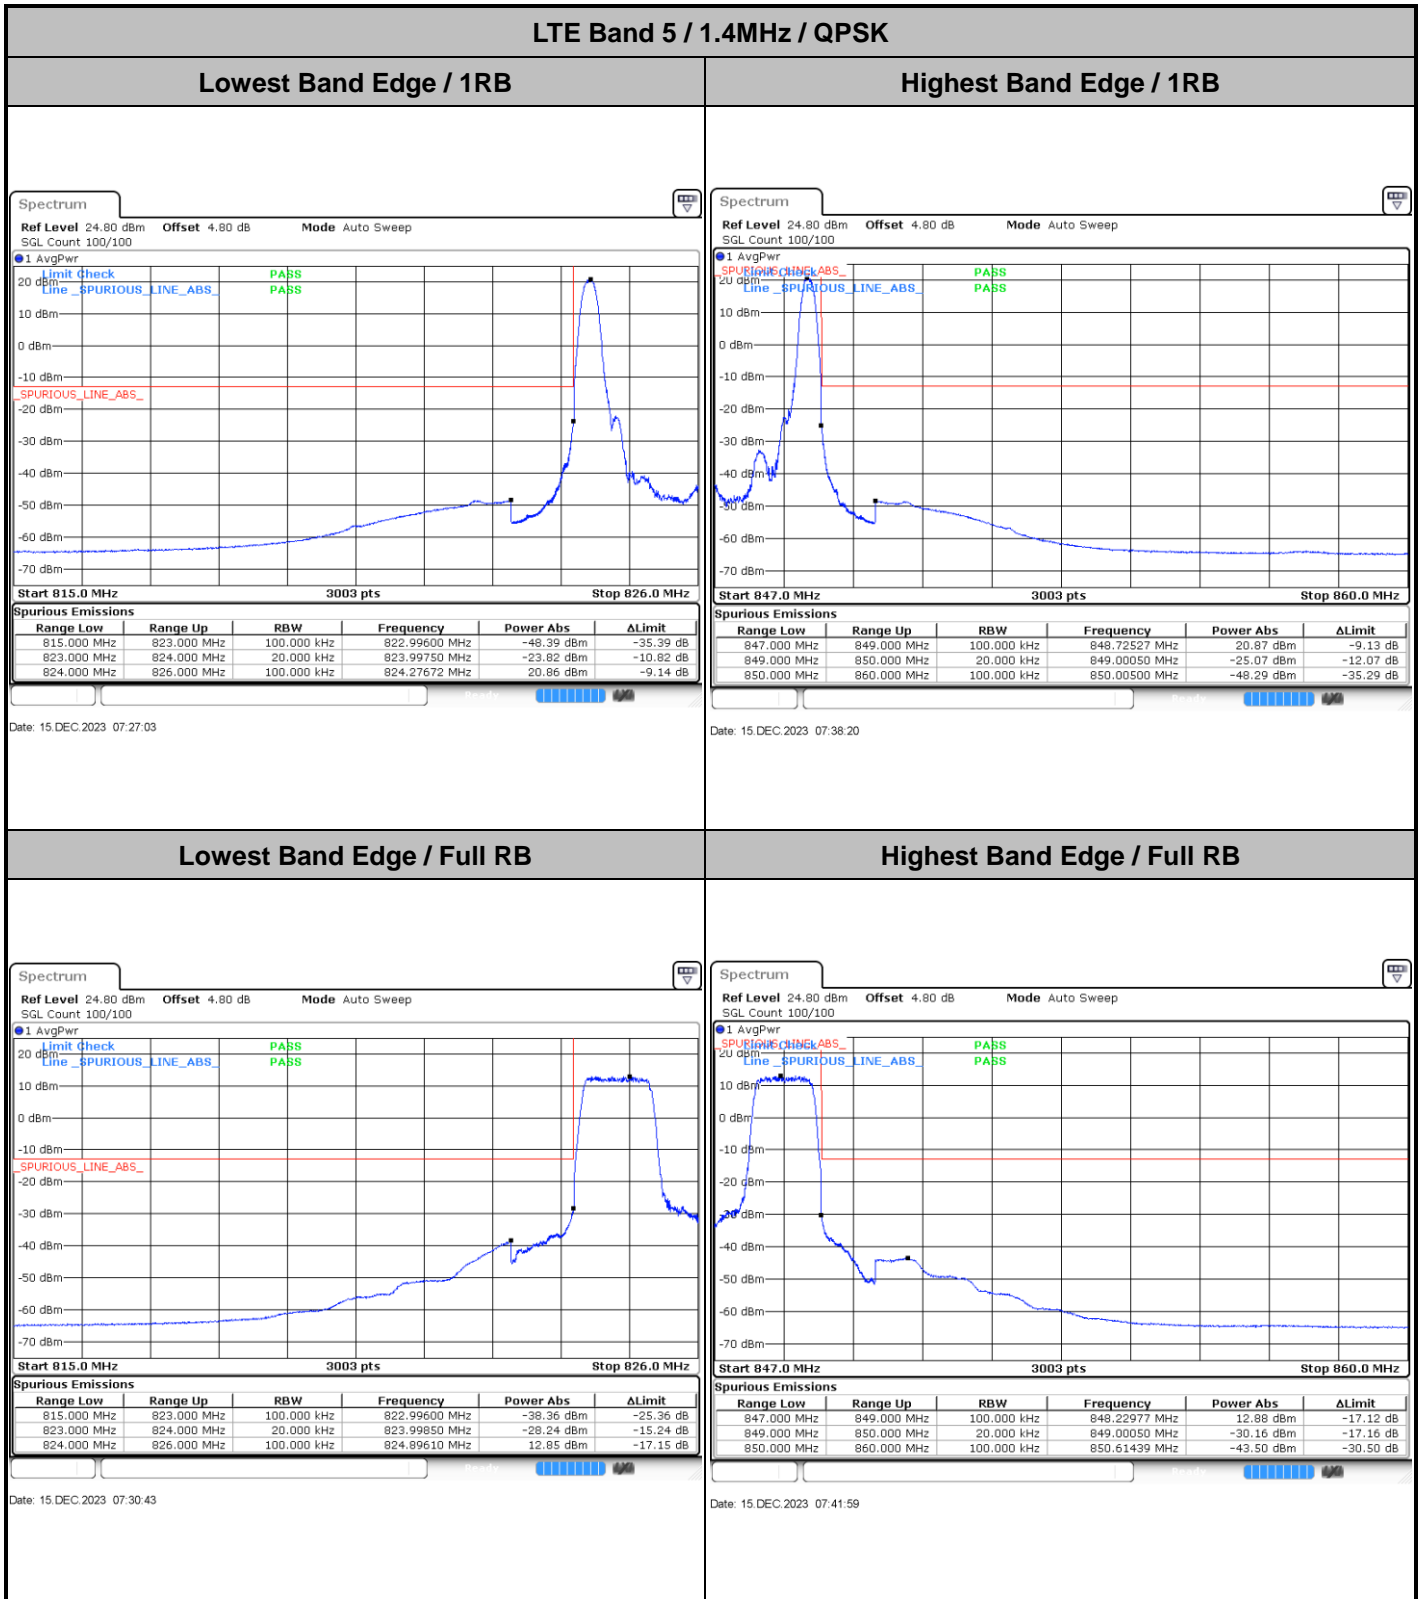 LTE Band 5 / 1.4MHz / QPSK
Lowest Band Edge / 1RB
Highest Band Edge / 1RB
Spectrum
Ref Level 24.80 dBm Offset 4.80 dB Mode Auto Sweep
SGL Count 100/100
1 AvgPwr
Limit Check PASS
Line _SPURIOUS_LINE_ABS_ PASS
20 dBm
10 dBm
0 dBm
-10 dBm
_SPURIOUS_LINE_ABS_
-20 dBm
-30 dBm
-40 dBm
-50 dBm
-60 dBm
-70 dBm
Start 815.0 MHz 3003 pts Stop 826.0 MHz
Spurious Emissions
Range Low Range Up RBW Frequency Power Abs ΔLimit
815.000 MHz 823.000 MHz 100.000 kHz 822.99600 MHz -48.39 dBm -35.39 dB
823.000 MHz 824.000 MHz 20.000 kHz 823.99750 MHz -23.82 dBm -10.82 dB
824.000 MHz 826.000 MHz 100.000 kHz 824.27672 MHz 20.86 dBm -9.14 dB
Ready
Date: 15.DEC.2023 07:27:03
Spectrum
Ref Level 24.80 dBm Offset 4.80 dB Mode Auto Sweep
SGL Count 100/100
1 AvgPwr
_SPURIOUS_LINE_ABS_
Limit Check PASS
20 dBm
Line _SPURIOUS_LINE_ABS_ PASS
10 dBm
0 dBm
-10 dBm
-20 dBm
-30 dBm
-40 dBm
-50 dBm
-60 dBm
-70 dBm
Start 847.0 MHz 3003 pts Stop 860.0 MHz
Spurious Emissions
Range Low Range Up RBW Frequency Power Abs ΔLimit
847.000 MHz 849.000 MHz 100.000 kHz 848.72527 MHz 20.87 dBm -9.13 dB
849.000 MHz 850.000 MHz 20.000 kHz 849.00050 MHz -25.07 dBm -12.07 dB
850.000 MHz 860.000 MHz 100.000 kHz 850.00500 MHz -48.29 dBm -35.29 dB
Ready
Date: 15.DEC.2023 07:38:20
Lowest Band Edge / Full RB
Highest Band Edge / Full RB
Spectrum
Ref Level 24.80 dBm Offset 4.80 dB Mode Auto Sweep
SGL Count 100/100
1 AvgPwr
Limit Check PASS
20 dBm
Line _SPURIOUS_LINE_ABS_ PASS
10 dBm
0 dBm
-10 dBm
_SPURIOUS_LINE_ABS_
-20 dBm
-30 dBm
-40 dBm
-50 dBm
-60 dBm
-70 dBm
Start 815.0 MHz 3003 pts Stop 826.0 MHz
Spurious Emissions
Range Low Range Up RBW Frequency Power Abs ΔLimit
815.000 MHz 823.000 MHz 100.000 kHz 822.99600 MHz -38.36 dBm -25.36 dB
823.000 MHz 824.000 MHz 20.000 kHz 823.99850 MHz -28.24 dBm -15.24 dB
824.000 MHz 826.000 MHz 100.000 kHz 824.89610 MHz 12.85 dBm -17.15 dB
Ready
Date: 15.DEC.2023 07:30:43
Spectrum
Ref Level 24.80 dBm Offset 4.80 dB Mode Auto Sweep
SGL Count 100/100
1 AvgPwr
_SPURIOUS_LINE_ABS_
Limit Check PASS
20 dBm
Line _SPURIOUS_LINE_ABS_ PASS
10 dBm
0 dBm
-10 dBm
-20 dBm
-30 dBm
-40 dBm
-50 dBm
-60 dBm
-70 dBm
Start 847.0 MHz 3003 pts Stop 860.0 MHz
Spurious Emissions
Range Low Range Up RBW Frequency Power Abs ΔLimit
847.000 MHz 849.000 MHz 100.000 kHz 848.22977 MHz 12.88 dBm -17.12 dB
849.000 MHz 850.000 MHz 20.000 kHz 849.00050 MHz -30.16 dBm -17.16 dB
850.000 MHz 860.000 MHz 100.000 kHz 850.61439 MHz -43.50 dBm -30.50 dB
Ready
Date: 15.DEC.2023 07:41:59